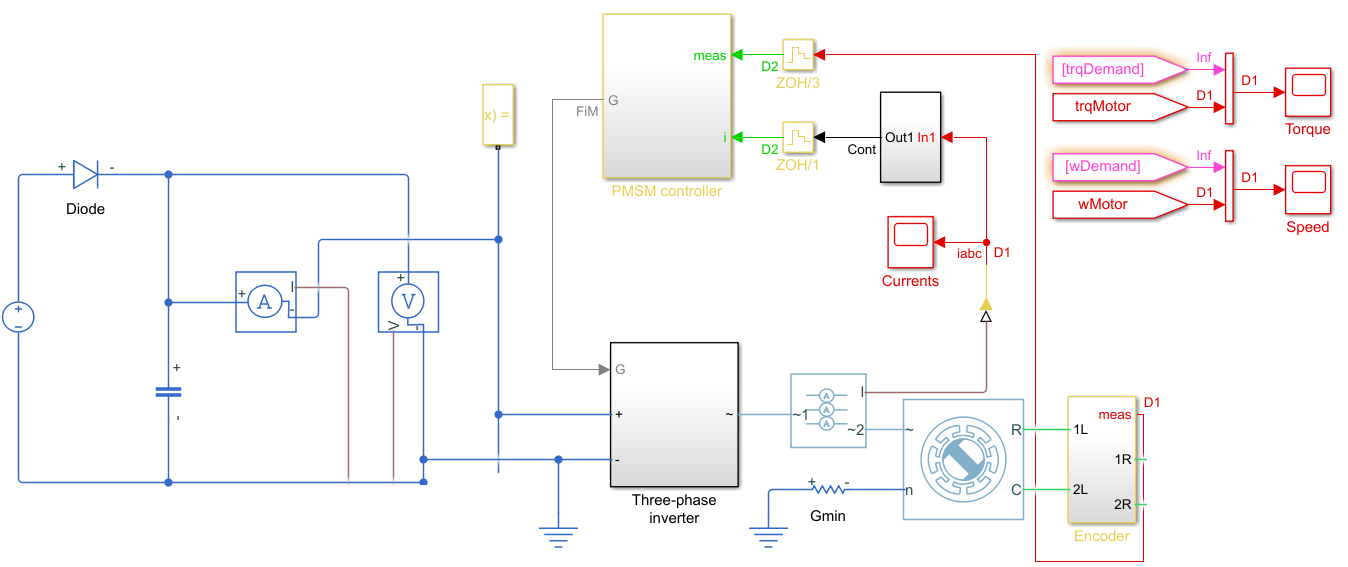 meas
D2
ZOH/3
G
FiM
i
D2
ZOH/1
PMSM controller
Out1 In1
Cont
[trqDemand]
Inf
trqMotor
D1
D1
Torque
[wDemand]
Inf
wMotor
D1
D1
Speed
x) =
+
-
Diode
+
A
I
-
+
V
V
-
+
-
+
-
iabc
D1
Currents
G
+
~
-
Three-phase
inverter
~1
A
A
A
I
~2
~
R
n
C
+
-
Gmin
meas
D1
1L
1R
2L
2R
Encoder